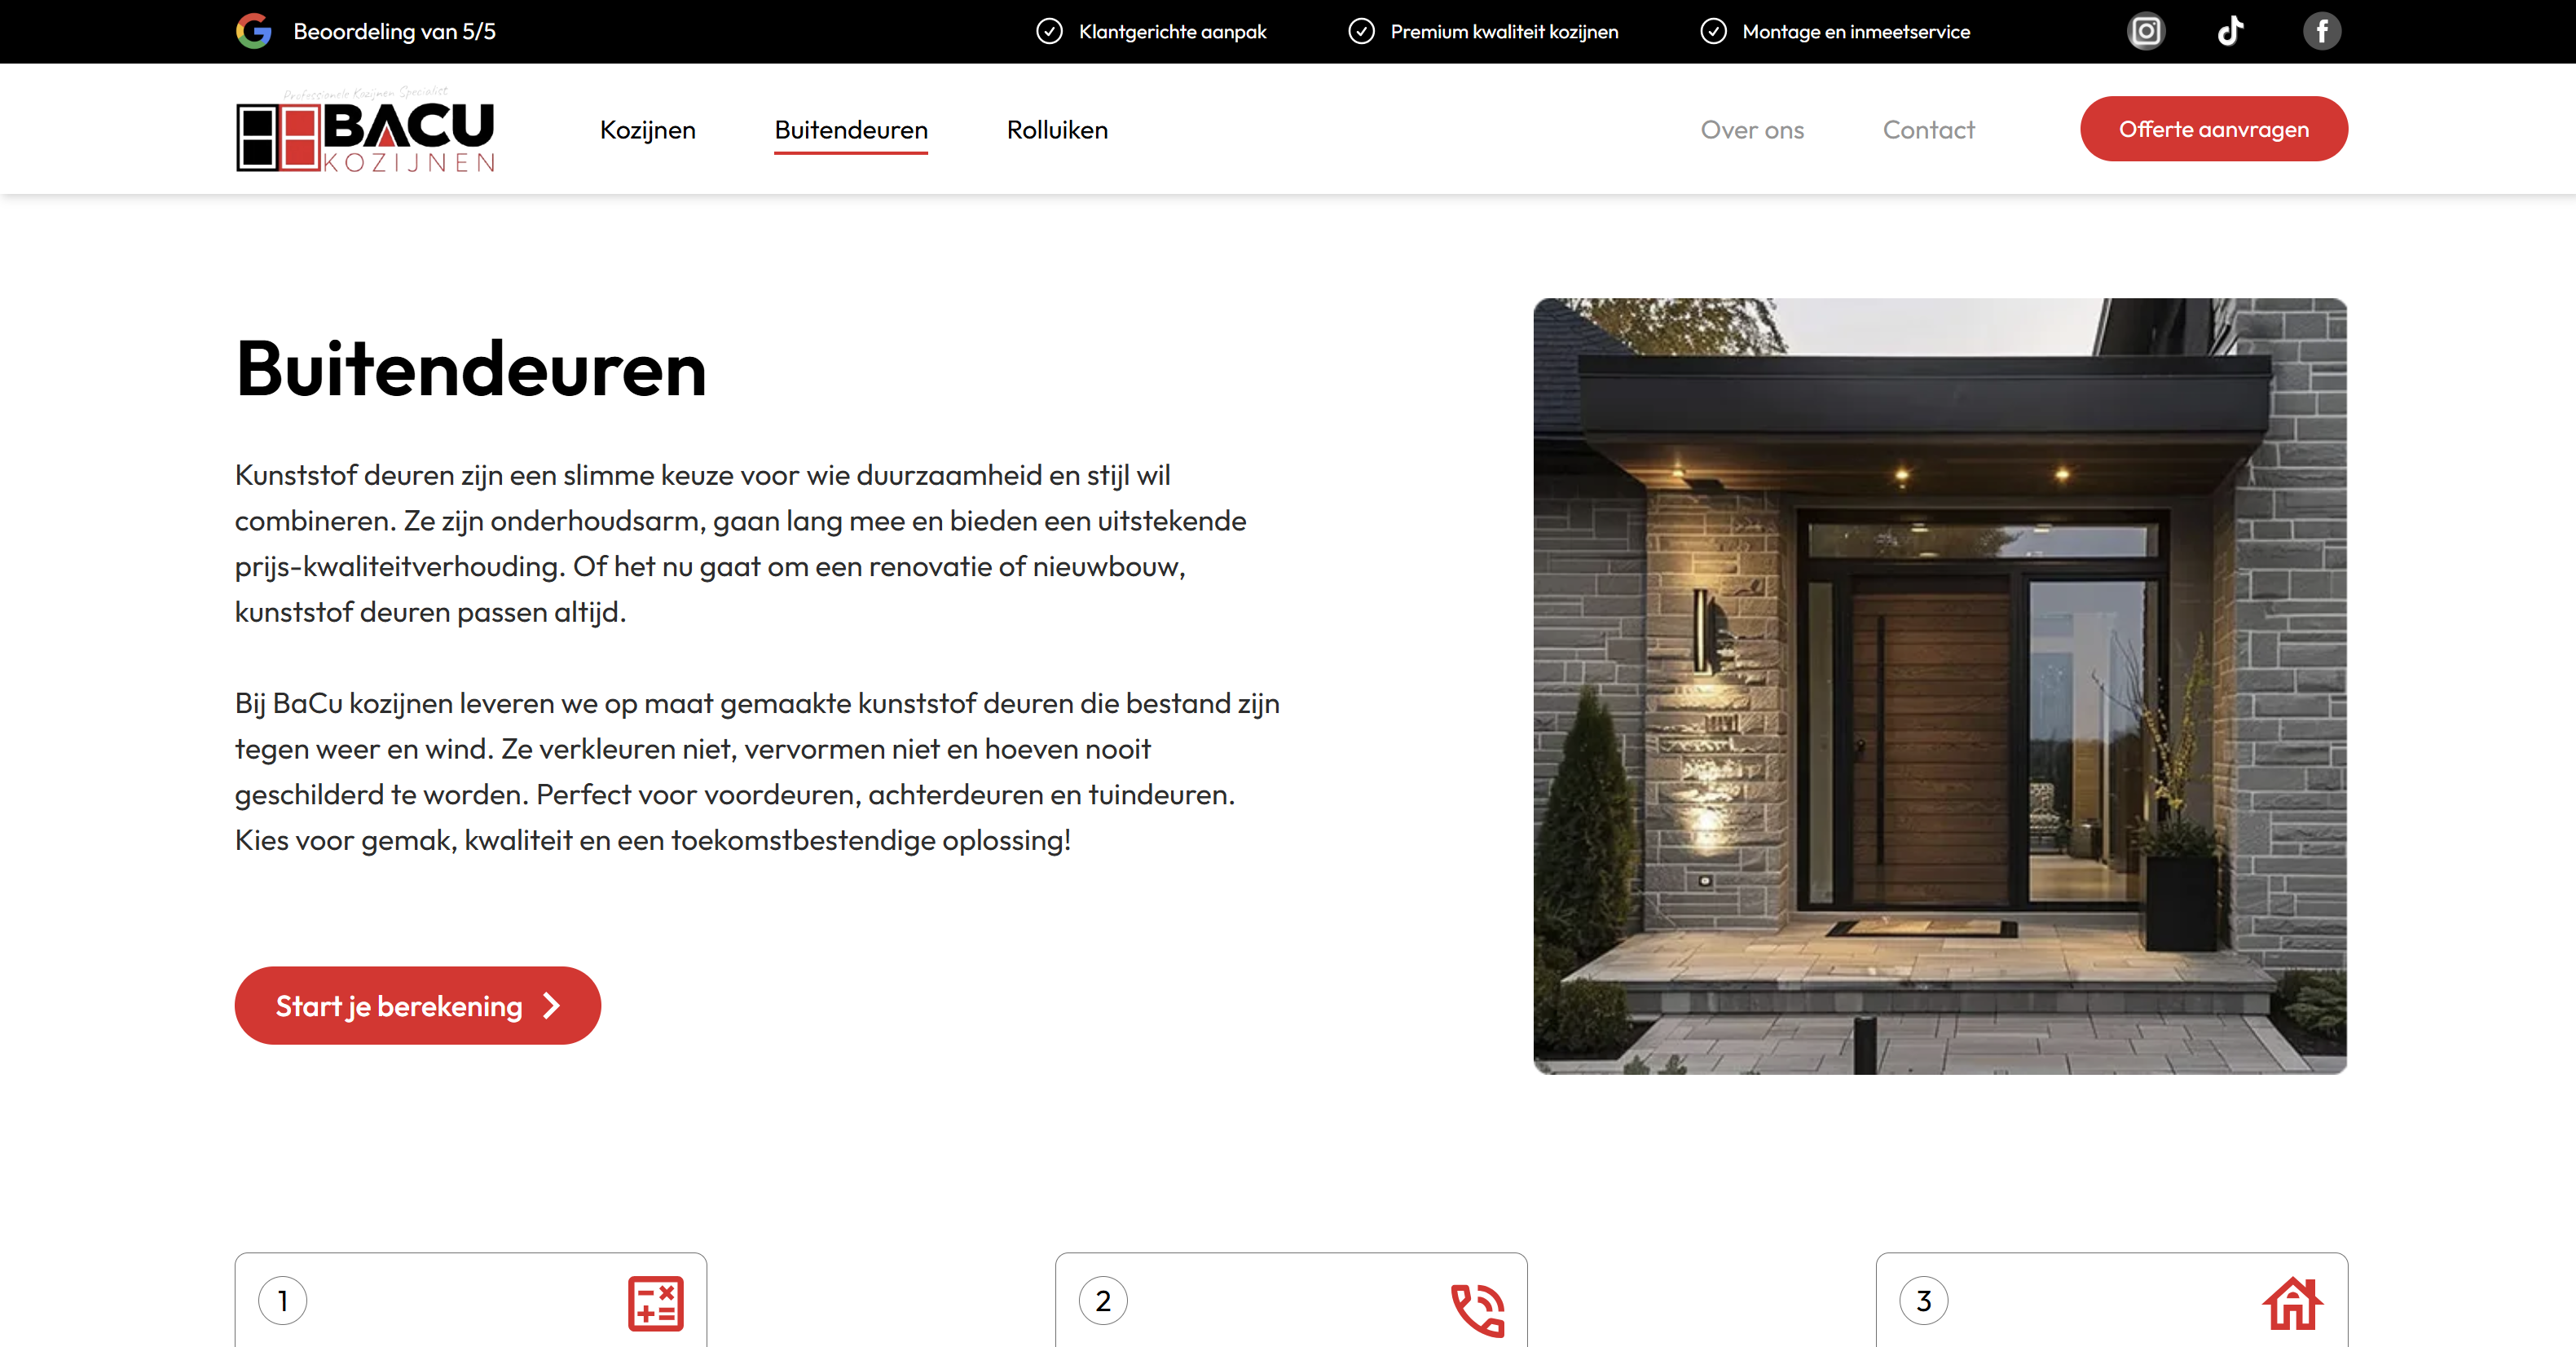 Beoordeling van 5/5
Klantgerichte aanpak
Premium kwaliteit kozijnen
Montage en inmeetservice
Professionele Kozijnen Specialist
BACU
KOZIJNEN
Kozijnen
Buitendeuren
Rolluiken
Over ons
Contact
Offerte aanvragen
Buitendeuren
Kunststof deuren zijn een slimme keuze voor wie duurzaamheid en stijl wil
combineren. Ze zijn onderhoudsarm, gaan lang mee en bieden een uitstekende
prijs-kwaliteitverhouding. Of het nu gaat om een renovatie of nieuwbouw,
kunststof deuren passen altijd.
Bij BaCu kozijnen leveren we op maat gemaakte kunststof deuren die bestand zijn
tegen weer en wind. Ze verkleuren niet, vervormen niet en hoeven nooit
geschilderd te worden. Perfect voor voordeuren, achterdeuren en tuindeuren.
Kies voor gemak, kwaliteit en een toekomstbestendige oplossing!
Start je berekening
1
2
3